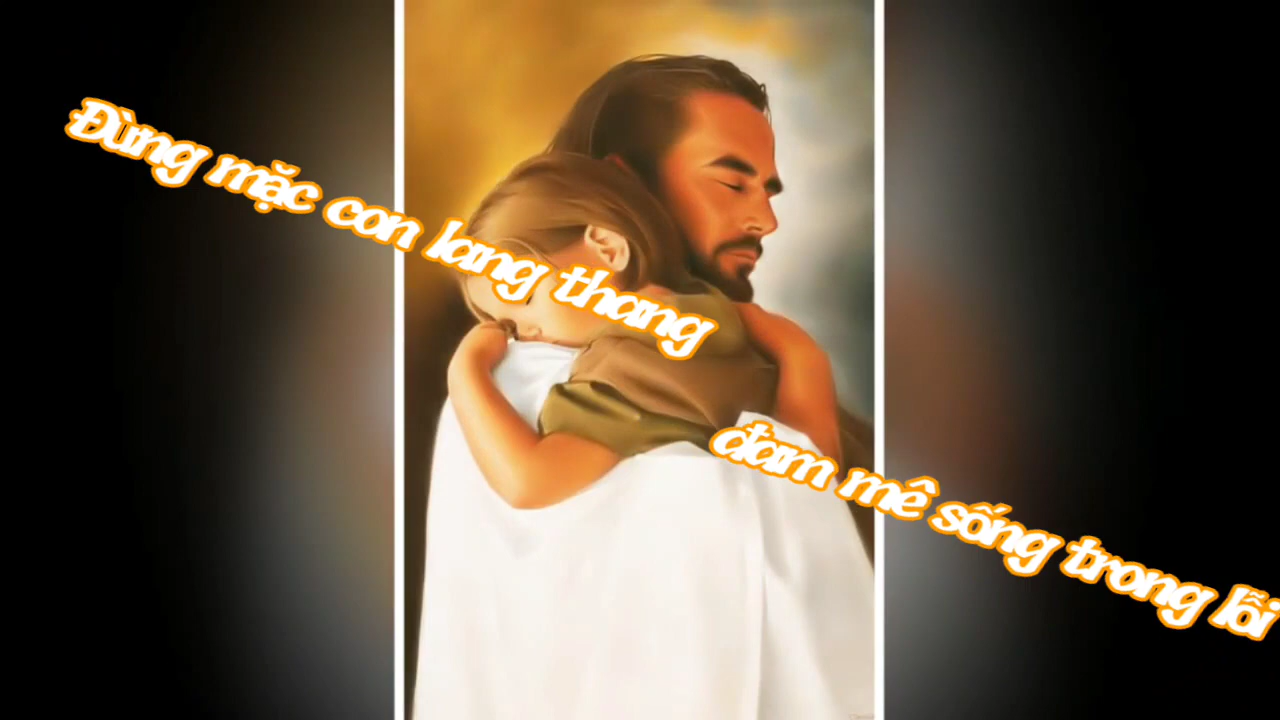 Đừng mặc con lang thang
đam mê sống trong lỗi